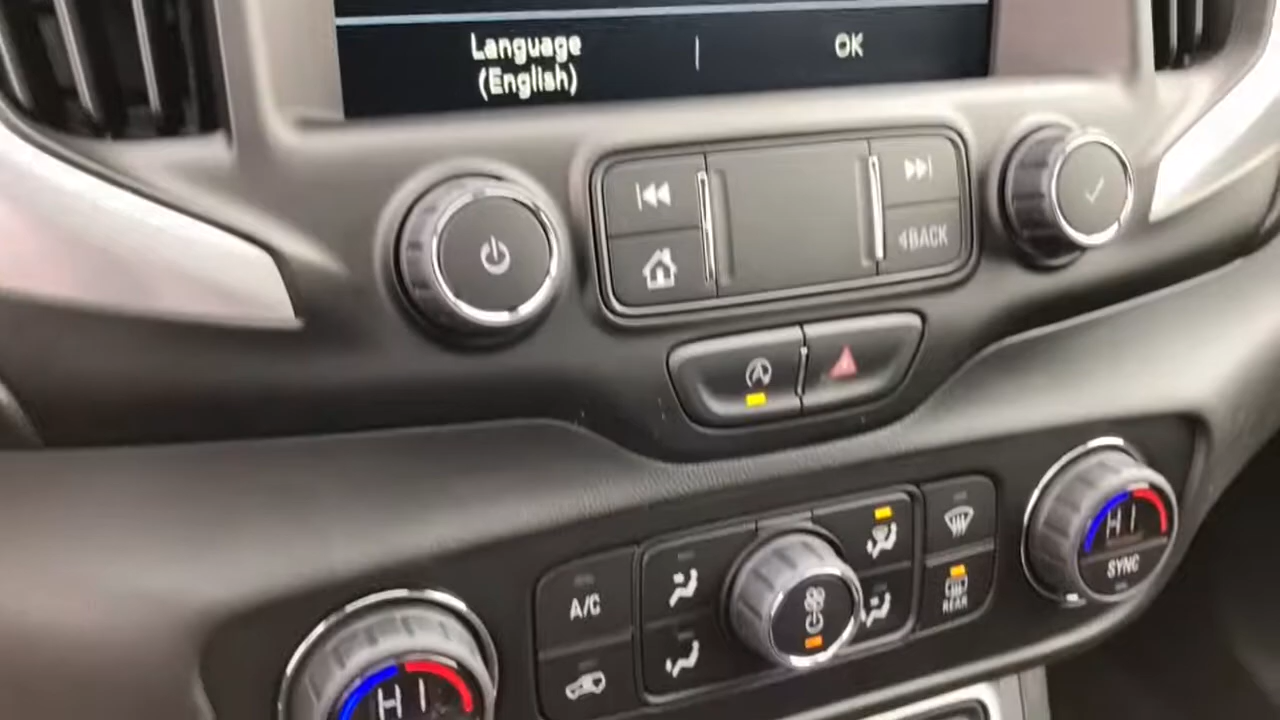 Language
(English)
OK
BACK
HI
SYNC
REAR
A/C
HI